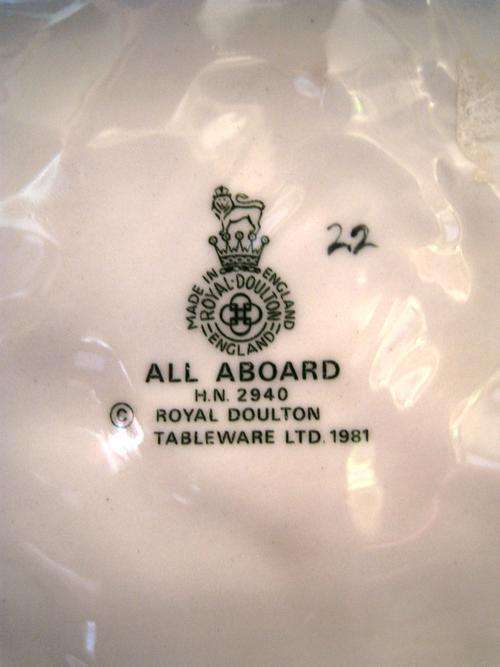 22
MADE IN ENGLAND
ROYAL·DOULTON
ENGLAND
ALL ABOARD
H.N. 2940
© ROYAL DOULTON
TABLEWARE LTD. 1981